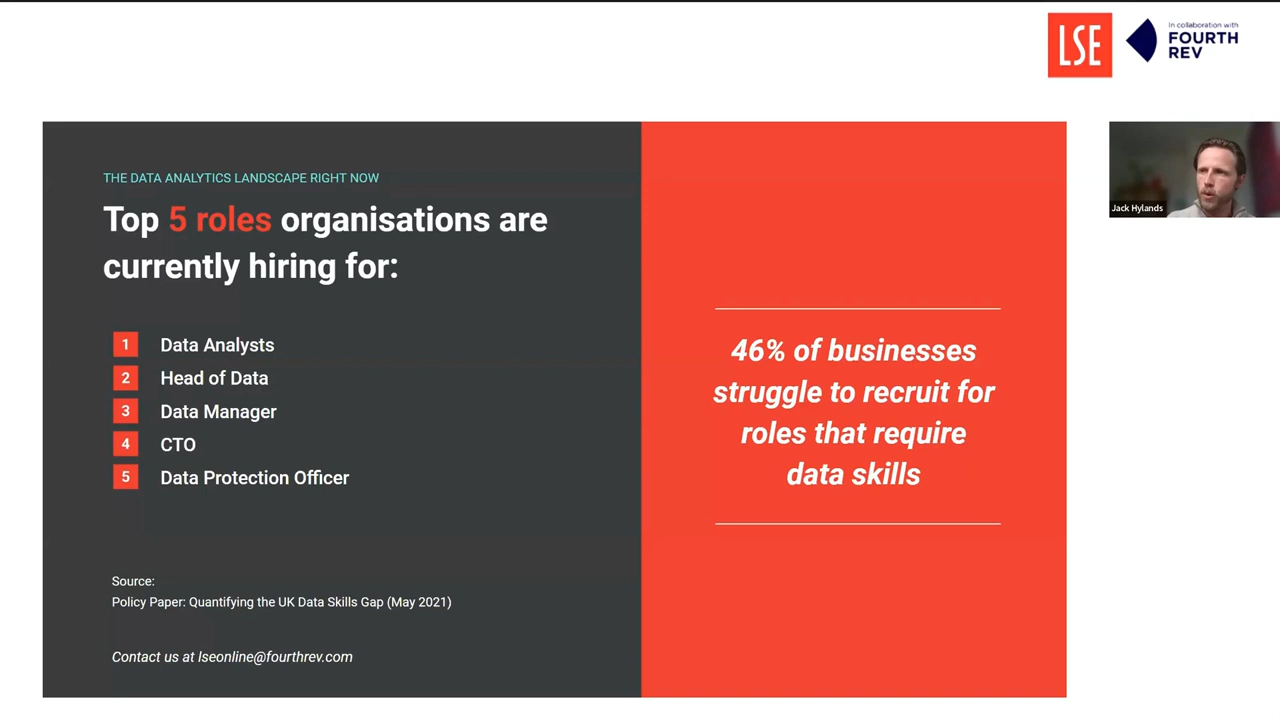 LSE
In collaboration with
FOURTH
REV
THE DATA ANALYTICS LANDSCAPE RIGHT NOW
Top 5 roles organisations are
currently hiring for:
1 Data Analysts
2 Head of Data
3 Data Manager
4 CTO
5 Data Protection Officer
Source:
Policy Paper: Quantifying the UK Data Skills Gap (May 2021)
Contact us at lseonline@fourthrev.com
46% of businesses
struggle to recruit for
roles that require
data skills
Jack Hylands